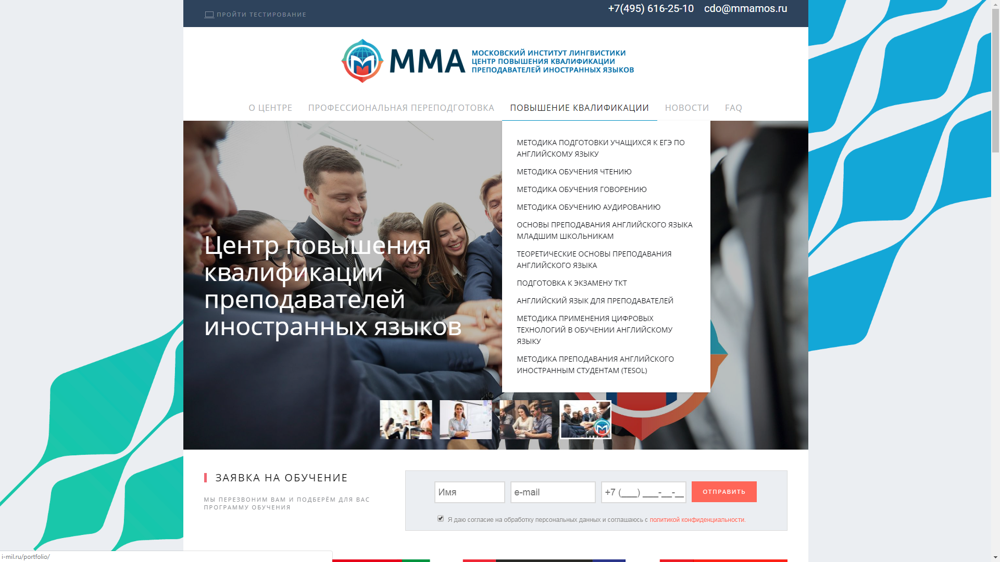 ПРОЙТИ ТЕСТИРОВАНИЕ
+7(495) 616-25-10 cdo@mmamos.ru
ММА
МОСКОВСКИЙ ИНСТИТУТ ЛИНГВИСТИКИ
ЦЕНТР ПОВЫШЕНИЯ КВАЛИФИКАЦИИ
ПРЕПОДАВАТЕЛЕЙ ИНОСТРАННЫХ ЯЗЫКОВ
О ЦЕНТРЕ ПРОФЕССИОНАЛЬНАЯ ПЕРЕПОДГОТОВКА ПОВЫШЕНИЕ КВАЛИФИКАЦИИ НОВОСТИ FAQ
МЕТОДИКА ПОДГОТОВКИ УЧАЩИХСЯ К ЕГЭ ПО
АНГЛИЙСКОМУ ЯЗЫКУ
МЕТОДИКА ОБУЧЕНИЯ ЧТЕНИЮ
МЕТОДИКА ОБУЧЕНИЯ ГОВОРЕНИЮ
МЕТОДИКА ОБУЧЕНИЮ АУДИРОВАНИЮ
ОСНОВЫ ПРЕПОДАВАНИЯ АНГЛИЙСКОГО ЯЗЫКА
МЛАДШИМ ШКОЛЬНИКАМ
ТЕОРЕТИЧЕСКИЕ ОСНОВЫ ПРЕПОДАВАНИЯ
АНГЛИЙСКОГО ЯЗЫКА
ПОДГОТОВКА К ЭКЗАМЕНУ ТКТ
АНГЛИЙСКИЙ ЯЗЫК ДЛЯ ПРЕПОДАВАТЕЛЕЙ
МЕТОДИКА ПРИМЕНЕНИЯ ЦИФРОВЫХ
ТЕХНОЛОГИЙ В ОБУЧЕНИИ АНГЛИЙСКОМУ
ЯЗЫКУ
МЕТОДИКА ПРЕПОДАВАНИЯ АНГЛИЙСКОГО
ИНОСТРАННЫМ СТУДЕНТАМ (TESOL)
Центр повышения
квалификации
преподавателей
иностранных языков
ЗАЯВКА НА ОБУЧЕНИЕ
МЫ ПЕРЕЗВОНИМ ВАМ И ПОДБЕРЁМ ДЛЯ ВАС
ПРОГРАММУ ОБУЧЕНИЯ
Имя e-mail +7 (___) ___-__-__ ОТПРАВИТЬ
Я даю согласие на обработку персональных данных и соглашаюсь с политикой конфиденциальности.
i-mil.ru/portfolio/